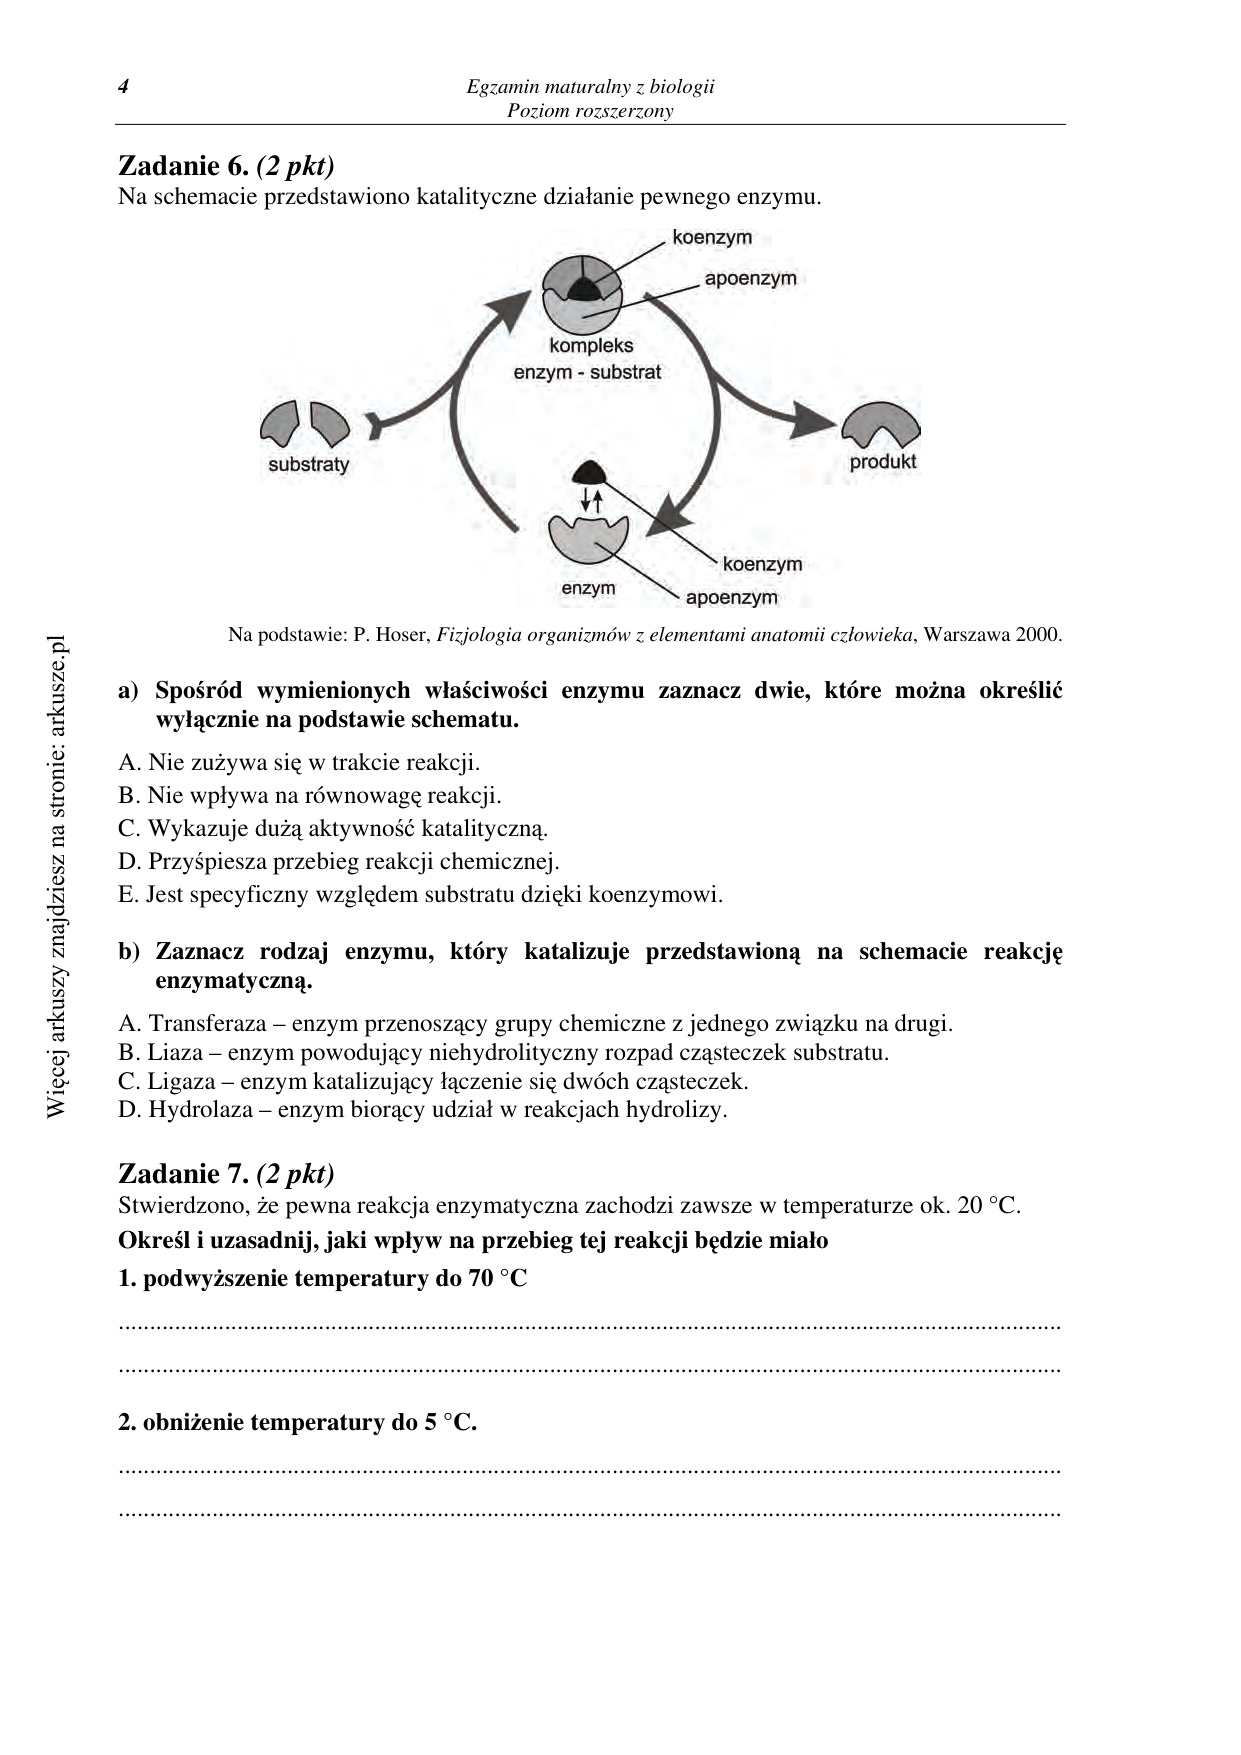 4
Egzamin maturalny z biologii
Poziom rozszerzony
Zadanie 6. (2 pkt)
Na schemacie przedstawiono katalityczne działanie pewnego enzymu.
koenzym
apoenzym
kompleks
enzym - substrat
substraty
produkt
koenzym
enzym
apoenzym
Na podstawie: P. Hoser, Fizjologia organizmów z elementami anatomii człowieka, Warszawa 2000.
a) Spośród wymienionych właściwości enzymu zaznacz dwie, które można określić
wyłącznie na podstawie schematu.
A. Nie zużywa się w trakcie reakcji.
B. Nie wpływa na równowagę reakcji.
C. Wykazuje dużą aktywność katalityczną.
D. Przyśpiesza przebieg reakcji chemicznej.
E. Jest specyficzny względem substratu dzięki koenzymowi.
b) Zaznacz rodzaj enzymu, który katalizuje przedstawioną na schemacie reakcję
enzymatyczną.
A. Transferaza – enzym przenoszący grupy chemiczne z jednego związku na drugi.
B. Liaza – enzym powodujący niehydrolityczny rozpad cząsteczek substratu.
C. Ligaza – enzym katalizujący łączenie się dwóch cząsteczek.
D. Hydrolaza – enzym biorący udział w reakcjach hydrolizy.
Zadanie 7. (2 pkt)
Stwierdzono, że pewna reakcja enzymatyczna zachodzi zawsze w temperaturze ok. 20 °C.
Określ i uzasadnij, jaki wpływ na przebieg tej reakcji będzie miało
1. podwyższenie temperatury do 70 °C
2. obniżenie temperatury do 5 °C.
Więcej arkuszy znajdziesz na stronie: arkusze.pl